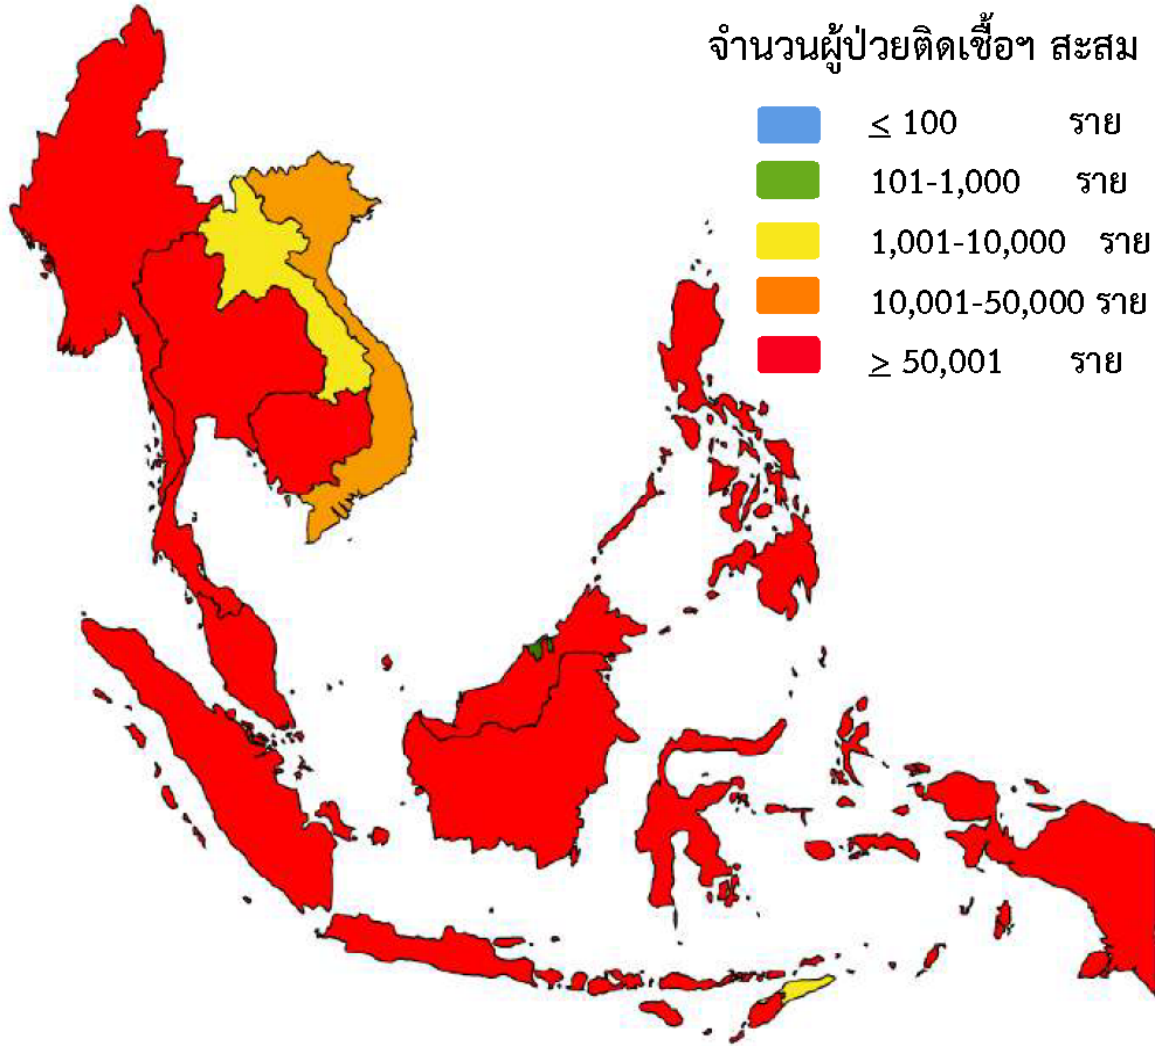 จำนวนผู้ป่วยติดเชื้อฯ สะสม
≤ 100 ราย
101-1,000 ราย
1,001-10,000 ราย
10,001-50,000 ราย
≥ 50,001 ราย